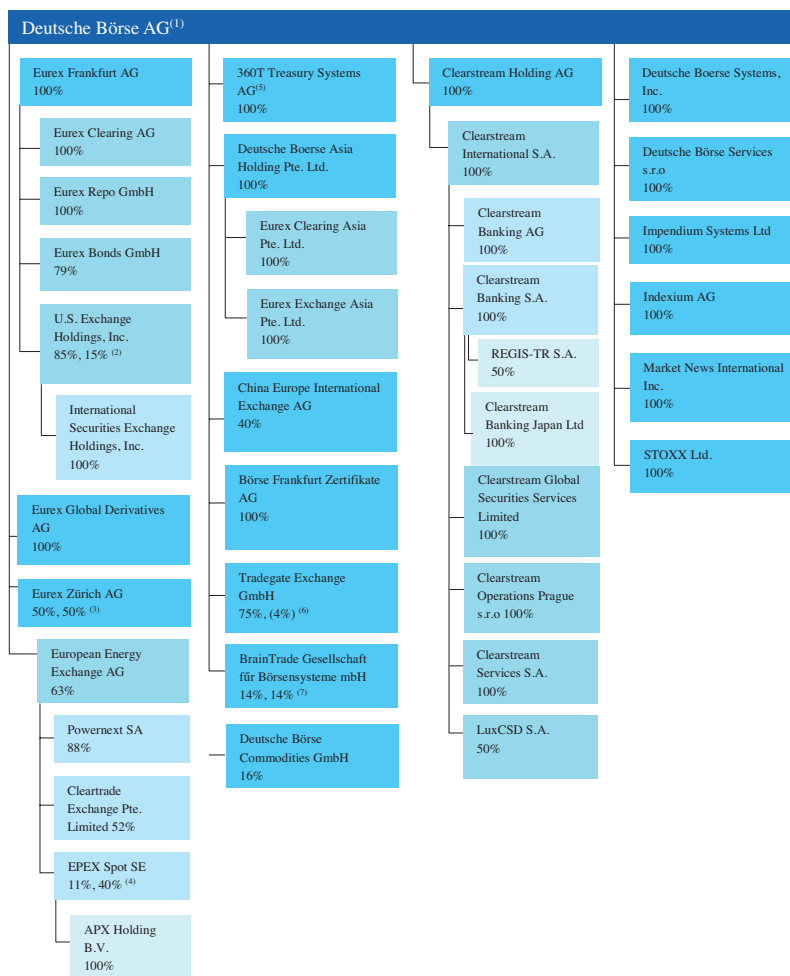 Deutsche Börse AG(1)
Eurex Frankfurt AG
100%
Eurex Clearing AG
100%
Eurex Repo GmbH
100%
Eurex Bonds GmbH
79%
U.S. Exchange
Holdings, Inc.
85%, 15% (2)
International
Securities Exchange
Holdings, Inc.
100%
Eurex Global Derivatives
AG
100%
Eurex Zürich AG
50%, 50% (3)
European Energy
Exchange AG
63%
Powernext SA
88%
Cleartrade
Exchange Pte.
Limited 52%
EPEX Spot SE
11%, 40% (4)
APX Holding
B.V.
100%
360T Treasury Systems
AG(5)
100%
Deutsche Boerse Asia
Holding Pte. Ltd.
100%
Eurex Clearing Asia
Pte. Ltd.
100%
Eurex Exchange Asia
Pte. Ltd.
100%
China Europe International
Exchange AG
40%
Börse Frankfurt Zertifikate
AG
100%
Tradegate Exchange
GmbH
75%, (4%) (6)
BrainTrade Gesellschaft
für Börsensysteme mbH
14%, 14% (7)
Deutsche Börse
Commodities GmbH
16%
Clearstream Holding AG
100%
Clearstream
International S.A.
100%
Clearstream
Banking AG
100%
Clearstream
Banking S.A.
100%
REGIS-TR S.A.
50%
Clearstream
Banking Japan Ltd
100%
Clearstream Global
Securities Services
Limited
100%
Clearstream
Operations Prague
s.r.o 100%
Clearstream
Services S.A.
100%
LuxCSD S.A.
50%
Deutsche Boerse Systems,
Inc.
100%
Deutsche Börse Services
s.r.o
100%
Impendium Systems Ltd
100%
Indexium AG
100%
Market News International
Inc.
100%
STOXX Ltd.
100%